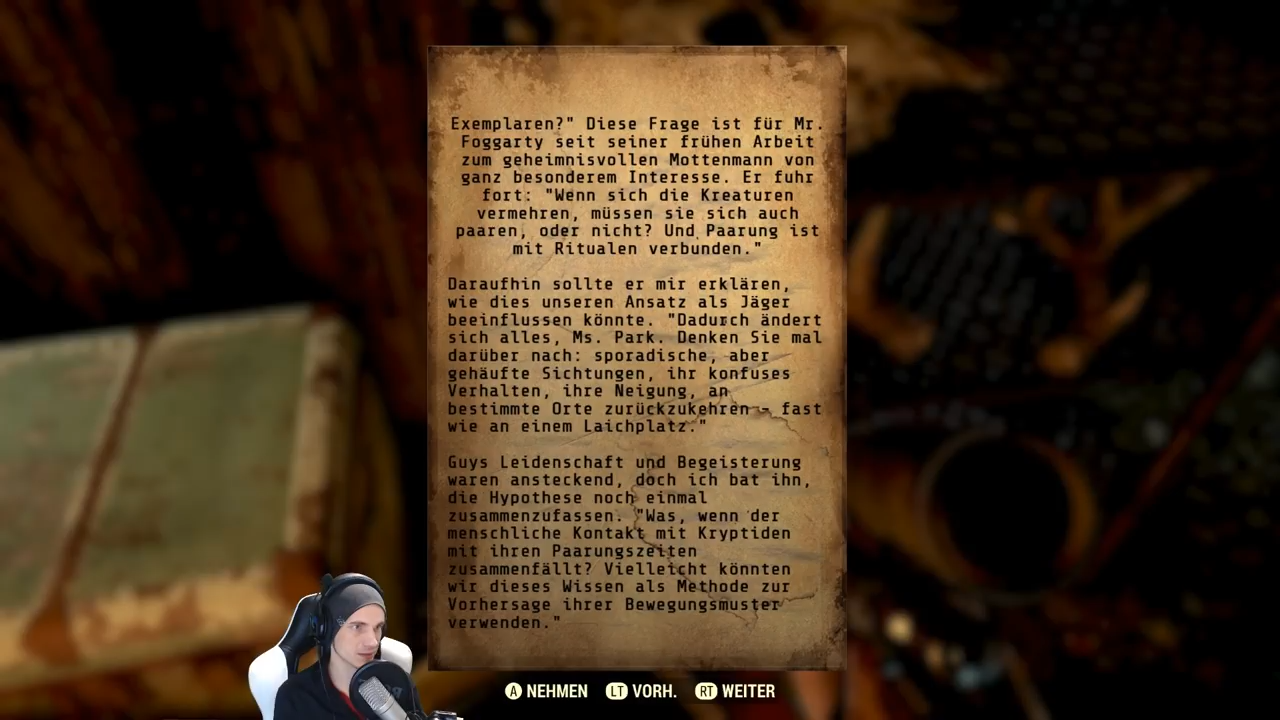 Exemplaren?" Diese Frage ist für Mr.
Foggarty seit seiner frühen Arbeit
zum geheimnisvollen Mottenmann von
ganz besonderem Interesse. Er fuhr
fort: "Wenn sich die Kreaturen
vermehren, müssen sie sich auch
paaren, oder nicht? Und Paarung ist
mit Ritualen verbunden."
Daraufhin sollte er mir erklären,
wie dies unseren Ansatz als Jäger
beeinflussen könnte. "Dadurch ändert
sich alles, Ms. Park. Denken Sie mal
darüber nach: sporadische, aber
gehäufte Sichtungen, ihr konfuses
Verhalten, ihre Neigung, an
bestimmte Orte zurückzukehren - fast
wie an einem Laichplatz."
Guys Leidenschaft und Begeisterung
waren ansteckend, doch ich bat ihn,
die Hypothese noch einmal
zusammenzufassen. "Was, wenn der
menschliche Kontakt mit Kryptiden
mit ihren Paarungszeiten
zusammenfällt? Vielleicht könnten
wir dieses Wissen als Methode zur
Vorhersage ihrer Bewegungsmuster
verwenden."
A NEHMEN LT VORH. RT WEITER